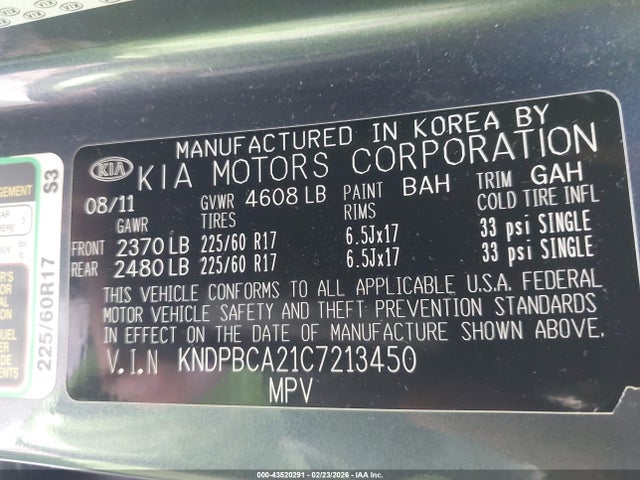 MANUFACTURED IN KOREA BY
KIA KIA MOTORS CORPORATION
08/11 GVWR 4608 LB PAINT BAH TRIM GAH
GAWR TIRES RIMS COLD TIRE INFL
FRONT 2370 LB 225/60 R17 6.5Jx17 33 psi SINGLE
REAR 2480 LB 225/60 R17 6.5Jx17 33 psi SINGLE
THIS VEHICLE CONFORMS TO ALL APPLICABLE U.S.A. FEDERAL
MOTOR VEHICLE SAFETY AND THEFT PREVENTION STANDARDS
IN EFFECT ON THE DATE OF MANUFACTURE SHOWN ABOVE.
V.I.N KNDPBCA21C7213450
MPV
225/60R17 S3
000-43520291 - 02/23/2026 - IAA Inc.